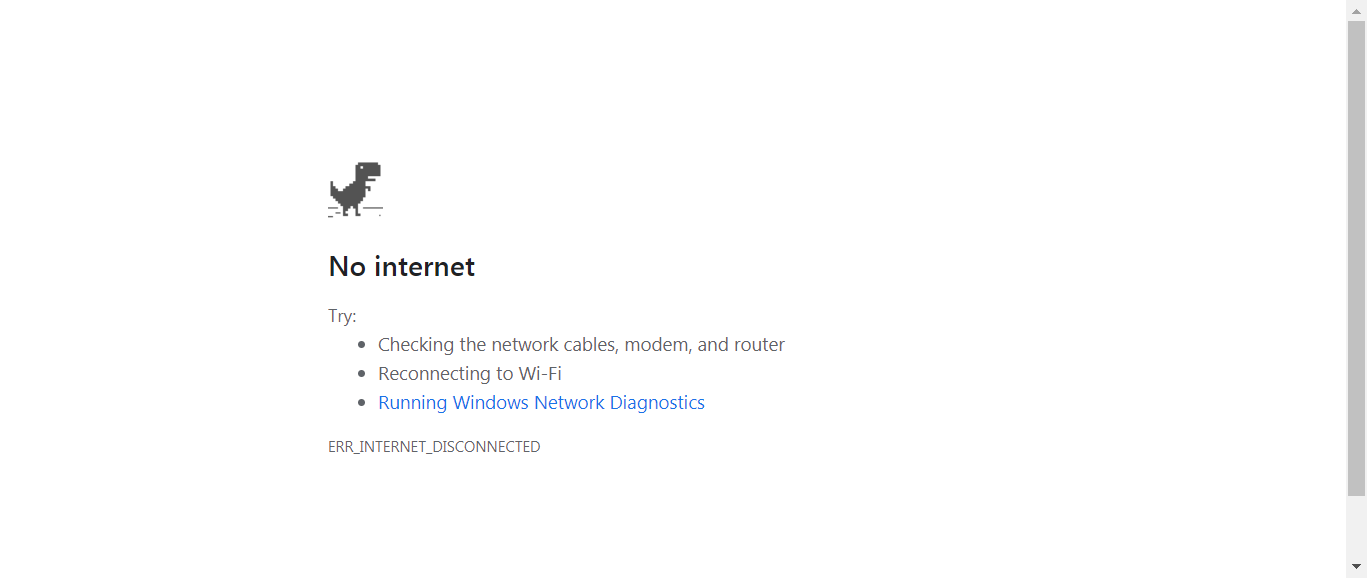 No internet
Try:
Checking the network cables, modem, and router
Reconnecting to Wi-Fi
Running Windows Network Diagnostics
ERR_INTERNET_DISCONNECTED